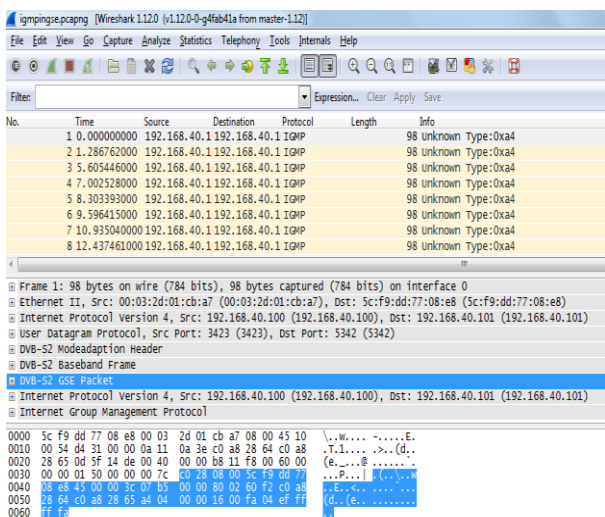 igmpingse.pcapng [Wireshark 1.12.0 (v1.12.0-0-g4fab41a from master-1.12)]
File Edit View Go Capture Analyze Statistics Telephony Tools Internals Help
Filter: Expression... Clear Apply Save
No. Time Source Destination Protocol Length Info
1 0.000000000 192.168.40.1 192.168.40.1 IGMP 98 Unknown Type:0xa4
2 1.286762000 192.168.40.1 192.168.40.1 IGMP 98 Unknown Type:0xa4
3 5.605446000 192.168.40.1 192.168.40.1 IGMP 98 Unknown Type:0xa4
4 7.002528000 192.168.40.1 192.168.40.1 IGMP 98 Unknown Type:0xa4
5 8.303393000 192.168.40.1 192.168.40.1 IGMP 98 Unknown Type:0xa4
6 9.596415000 192.168.40.1 192.168.40.1 IGMP 98 Unknown Type:0xa4
7 10.935040000 192.168.40.1 192.168.40.1 IGMP 98 Unknown Type:0xa4
8 12.437461000 192.168.40.1 192.168.40.1 IGMP 98 Unknown Type:0xa4
Frame 1: 98 bytes on wire (784 bits), 98 bytes captured (784 bits) on interface 0
Ethernet II, Src: 00:03:2d:01:cb:a7 (00:03:2d:01:cb:a7), Dst: 5c:f9:dd:77:08:e8 (5c:f9:dd:77:08:e8)
Internet Protocol Version 4, Src: 192.168.40.100 (192.168.40.100), Dst: 192.168.40.101 (192.168.40.101)
User Datagram Protocol, Src Port: 3423 (3423), Dst Port: 5342 (5342)
DVB-S2 Modeadaption Header
DVB-S2 Baseband Frame
DVB-S2 GSE Packet
Internet Protocol Version 4, Src: 192.168.40.100 (192.168.40.100), Dst: 192.168.40.101 (192.168.40.101)
Internet Group Management Protocol
0000 5c f9 dd 77 08 e8 00 03 2d 01 cb a7 08 00 45 10 \..w.... -.....E.
0010 00 54 d4 31 00 00 0a 11 0a 3e c0 a8 28 64 c0 a8 .T.1.... .>..(d..
0020 28 65 0d 5f 14 de 00 40 00 00 b8 11 f8 00 60 00 (e._...@ ......`.
0030 00 00 01 50 00 00 00 7c c0 28 08 00 5c f9 dd 77 ...P...| .(..\..w
0040 08 e8 45 00 00 3c 07 b5 00 00 80 02 60 f2 c0 a8 ..E..<.. ....`...
0050 28 64 c0 a8 28 65 a4 04 00 00 16 00 fa 04 ef ff (d..(e.. ........
0060 ff fa ..